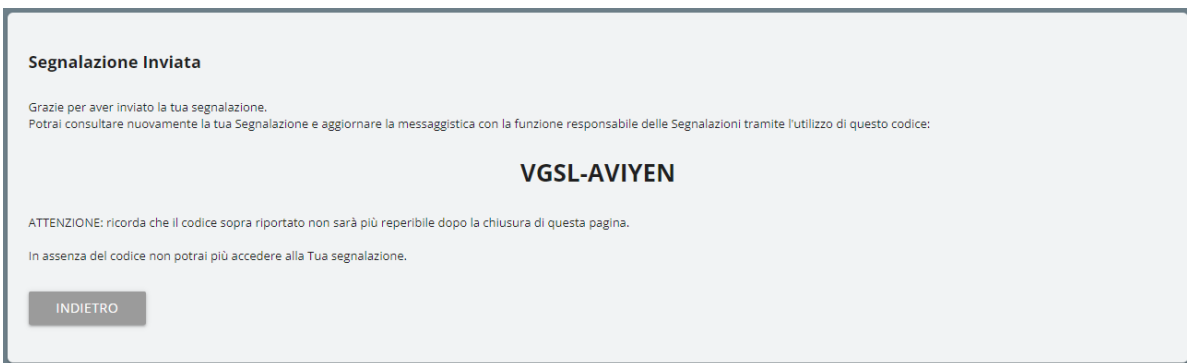 Segnalazione Inviata
Grazie per aver inviato la tua segnalazione.
Potrai consultare nuovamente la tua Segnalazione e aggiornare la messaggistica con la funzione responsabile delle Segnalazioni tramite l'utilizzo di questo codice:
VGSL-AVIYEN
ATTENZIONE: ricorda che il codice sopra riportato non sarà più reperibile dopo la chiusura di questa pagina.
In assenza del codice non potrai più accedere alla Tua segnalazione.
INDIETRO